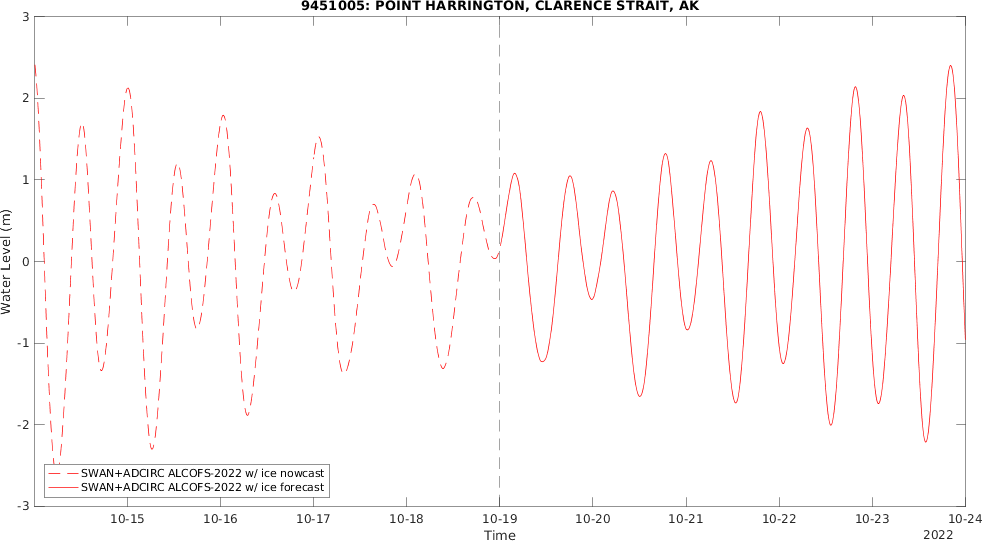 9451005: POINT HARRINGTON, CLARENCE STRAIT, AK
3
2
1
0
-1
-2
-3
Water Level (m)
SWAN+ADCIRC ALCOFS-2022 w/ ice nowcast
SWAN+ADCIRC ALCOFS-2022 w/ ice forecast
10-15 10-16 10-17 10-18 10-19 10-20 10-21 10-22 10-23 10-24
Time
2022